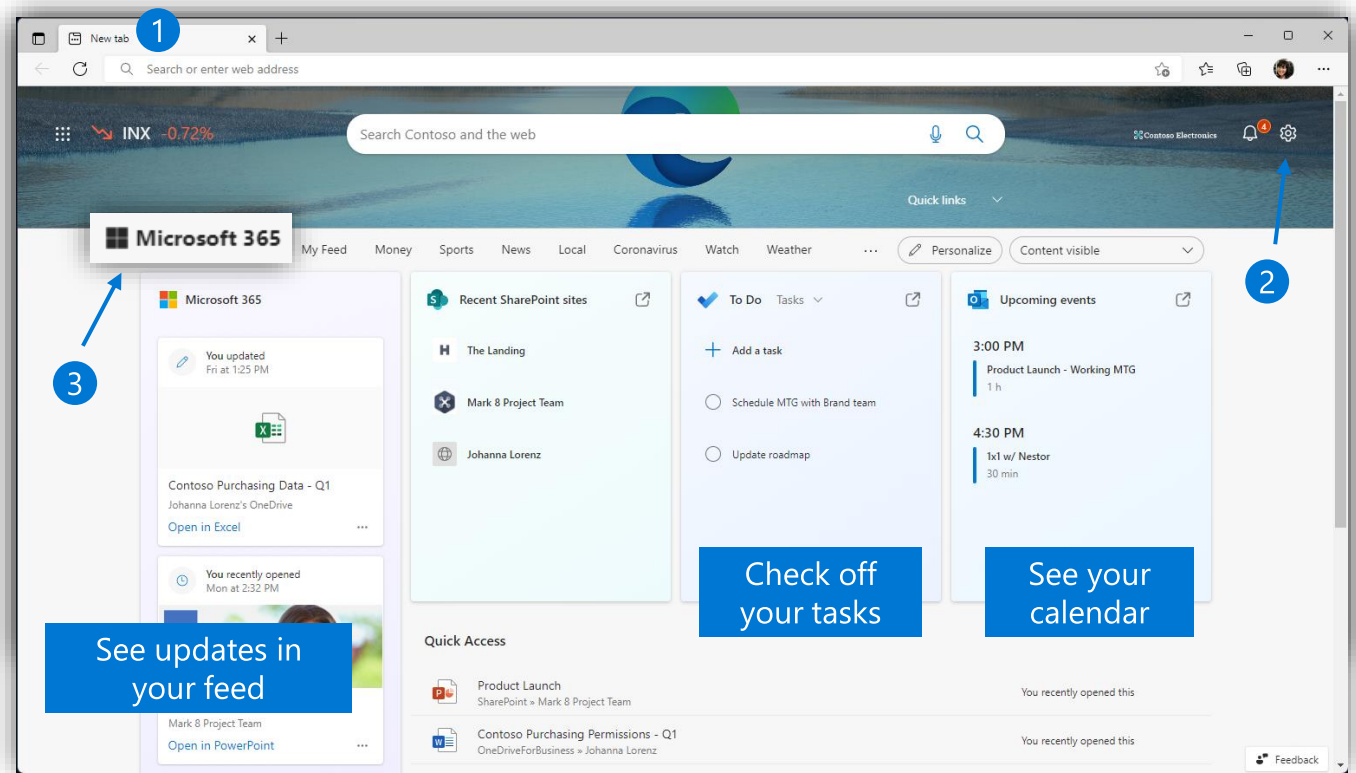 New tab
1
Search or enter web address
INX -0.72%
Search Contoso and the web
Contoso Electronics
4
Quick links
Microsoft 365
My Feed
Money
Sports
News
Local
Coronavirus
Watch
Weather
...
Personalize
Content visible
2
3
Microsoft 365
You updated
Fri at 1:25 PM
Contoso Purchasing Data - Q1
Johanna Lorenz's OneDrive
Open in Excel
...
You recently opened
Mon at 2:32 PM
See updates in
your feed
Mark 8 Project Team
Open in PowerPoint
...
Recent SharePoint sites
H The Landing
Mark 8 Project Team
Johanna Lorenz
To Do Tasks
Add a task
Schedule MTG with Brand team
Update roadmap
Check off
your tasks
Upcoming events
3:00 PM
Product Launch - Working MTG
1 h
4:30 PM
1x1 w/ Nestor
30 min
See your
calendar
Quick Access
Product Launch
SharePoint » Mark 8 Project Team
You recently opened this
Contoso Purchasing Permissions - Q1
OneDriveForBusiness » Johanna Lorenz
You recently opened this
Feedback